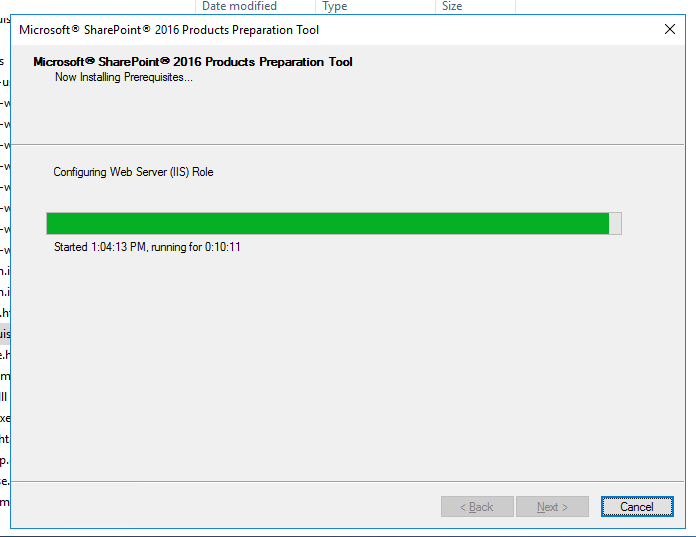 Date modified Type Size
Microsoft® SharePoint® 2016 Products Preparation Tool
Microsoft® SharePoint® 2016 Products Preparation Tool
Now Installing Prerequisites...
Configuring Web Server (IIS) Role
Started 1:04:13 PM, running for 0:10:11
< Back Next > Cancel